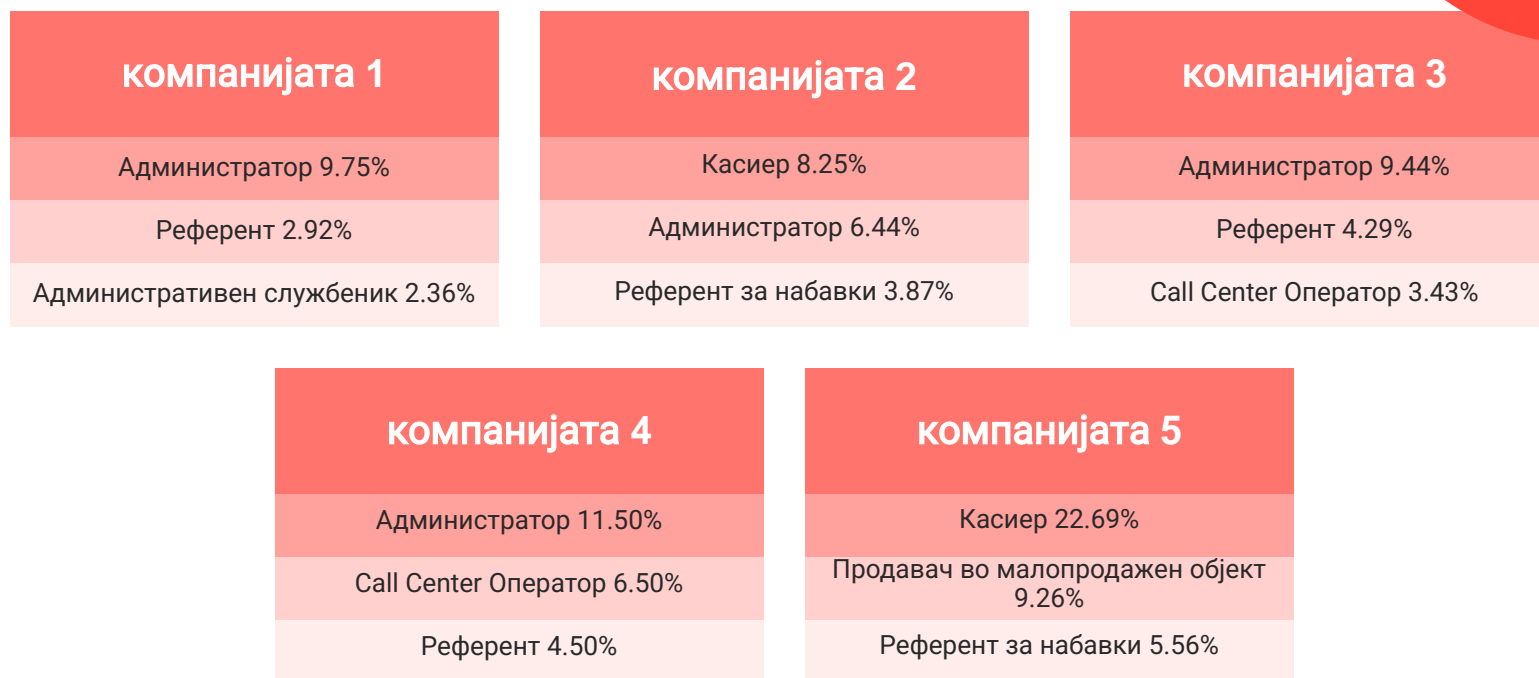 компанијата 1
Администратор 9.75%
Референт 2.92%
Административен службеник 2.36%
компанијата 2
Касиер 8.25%
Администратор 6.44%
Референт за набавки 3.87%
компанијата 3
Администратор 9.44%
Референт 4.29%
Call Center Оператор 3.43%
компанијата 4
Администратор 11.50%
Call Center Оператор 6.50%
Референт 4.50%
компанијата 5
Касиер 22.69%
Продавач во малопродажен објект
9.26%
Референт за набавки 5.56%